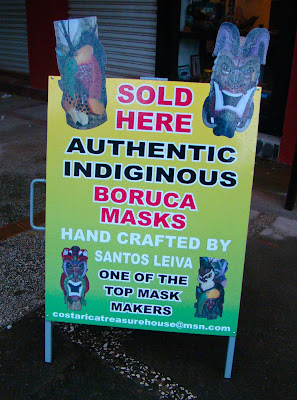 SOLD
HERE
AUTHENTIC
INDIGINOUS
BORUCA
MASKS
HAND CRAFTED BY
SANTOS LEIVA
ONE OF THE
TOP MASK
MAKERS
costaricatreasurehouse@msn.com